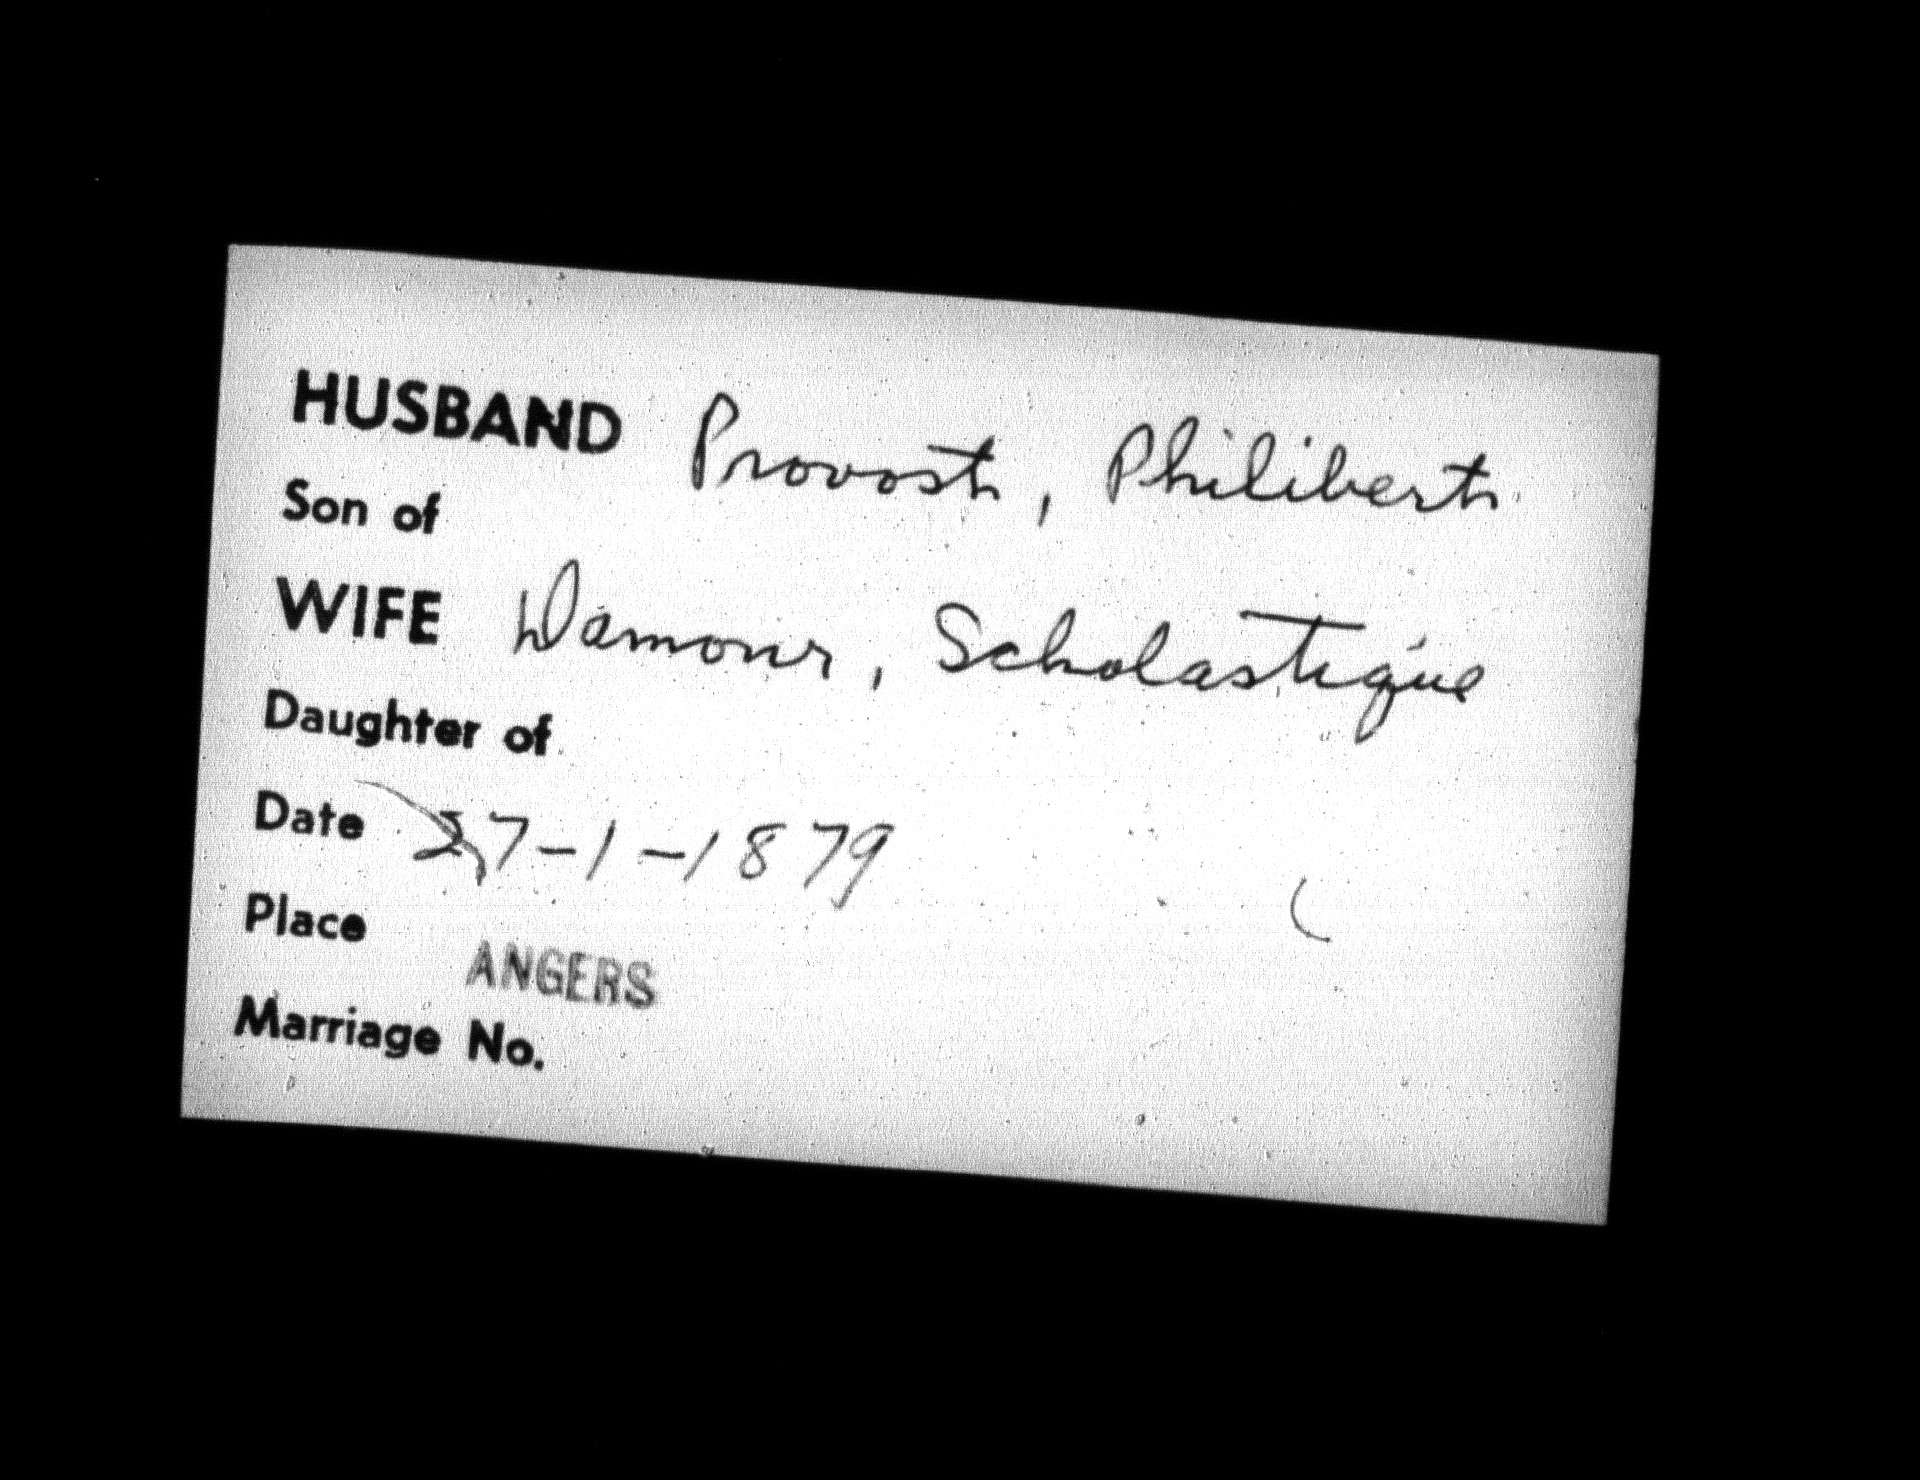 HUSBAND Provost, Philibert
Son of
WIFE Damour, Scholastique
Daughter of
Date 27-1-1879
Place ANGERS
Marriage No.